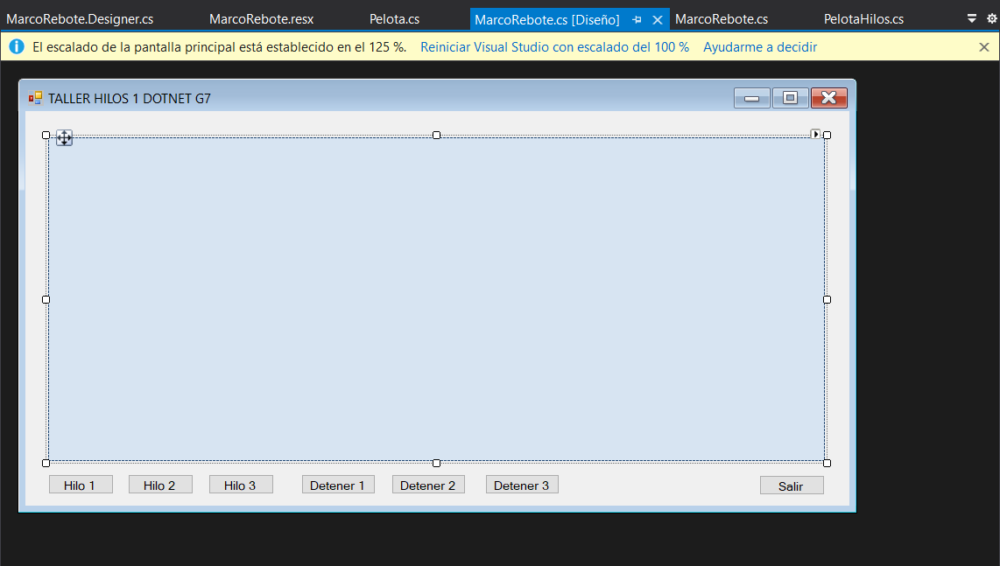 MarcoRebote.Designer.cs MarcoRebote.resx Pelota.cs MarcoRebote.cs [Diseño] MarcoRebote.cs PelotaHilos.cs
El escalado de la pantalla principal está establecido en el 125 %. Reiniciar Visual Studio con escalado del 100 % Ayudarme a decidir
TALLER HILOS 1 DOTNET G7
Hilo 1 Hilo 2 Hilo 3 Detener 1 Detener 2 Detener 3 Salir